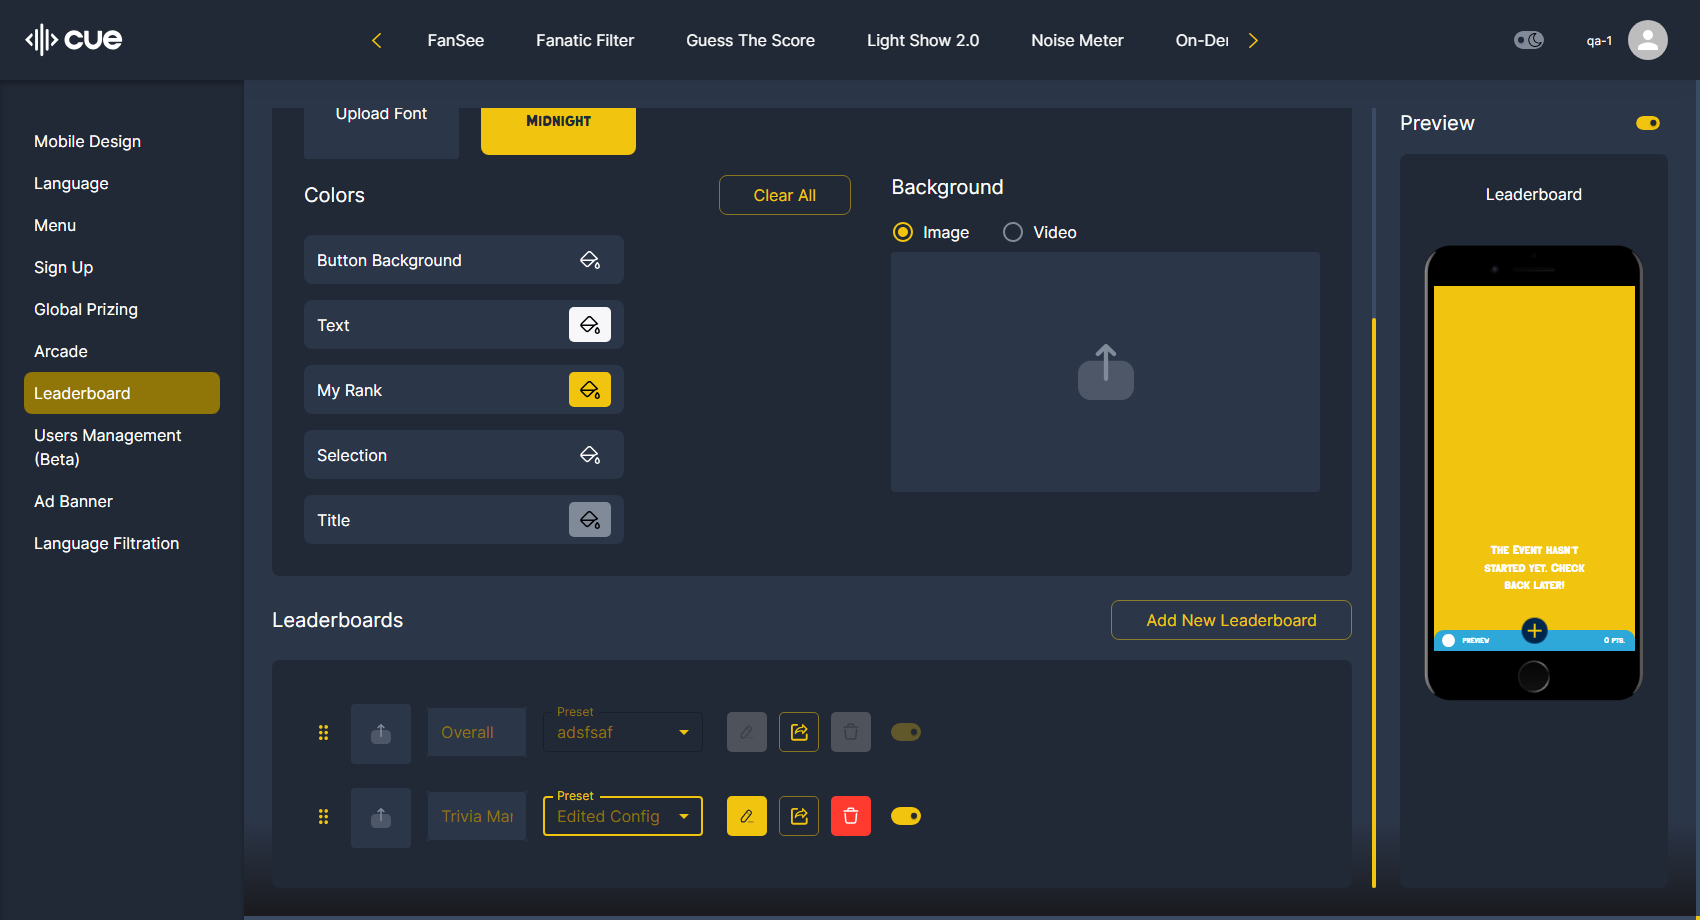 cue
FanSee
Fanatic Filter
Guess The Score
Light Show 2.0
Noise Meter
On-Der
qa-1
Mobile Design
Language
Menu
Sign Up
Global Prizing
Arcade
Leaderboard
Users Management
(Beta)
Ad Banner
Language Filtration
Upload Font
MIDNIGHT
Colors
Clear All
Button Background
Text
My Rank
Selection
Title
Background
Image
Video
Leaderboards
Add New Leaderboard
Overall
Preset
adsfsaf
Trivia Mar
Preset
Edited Config
Preview
Leaderboard
The Event hasn't
started yet. Check
back later!
PREVIEW
0 PTS.